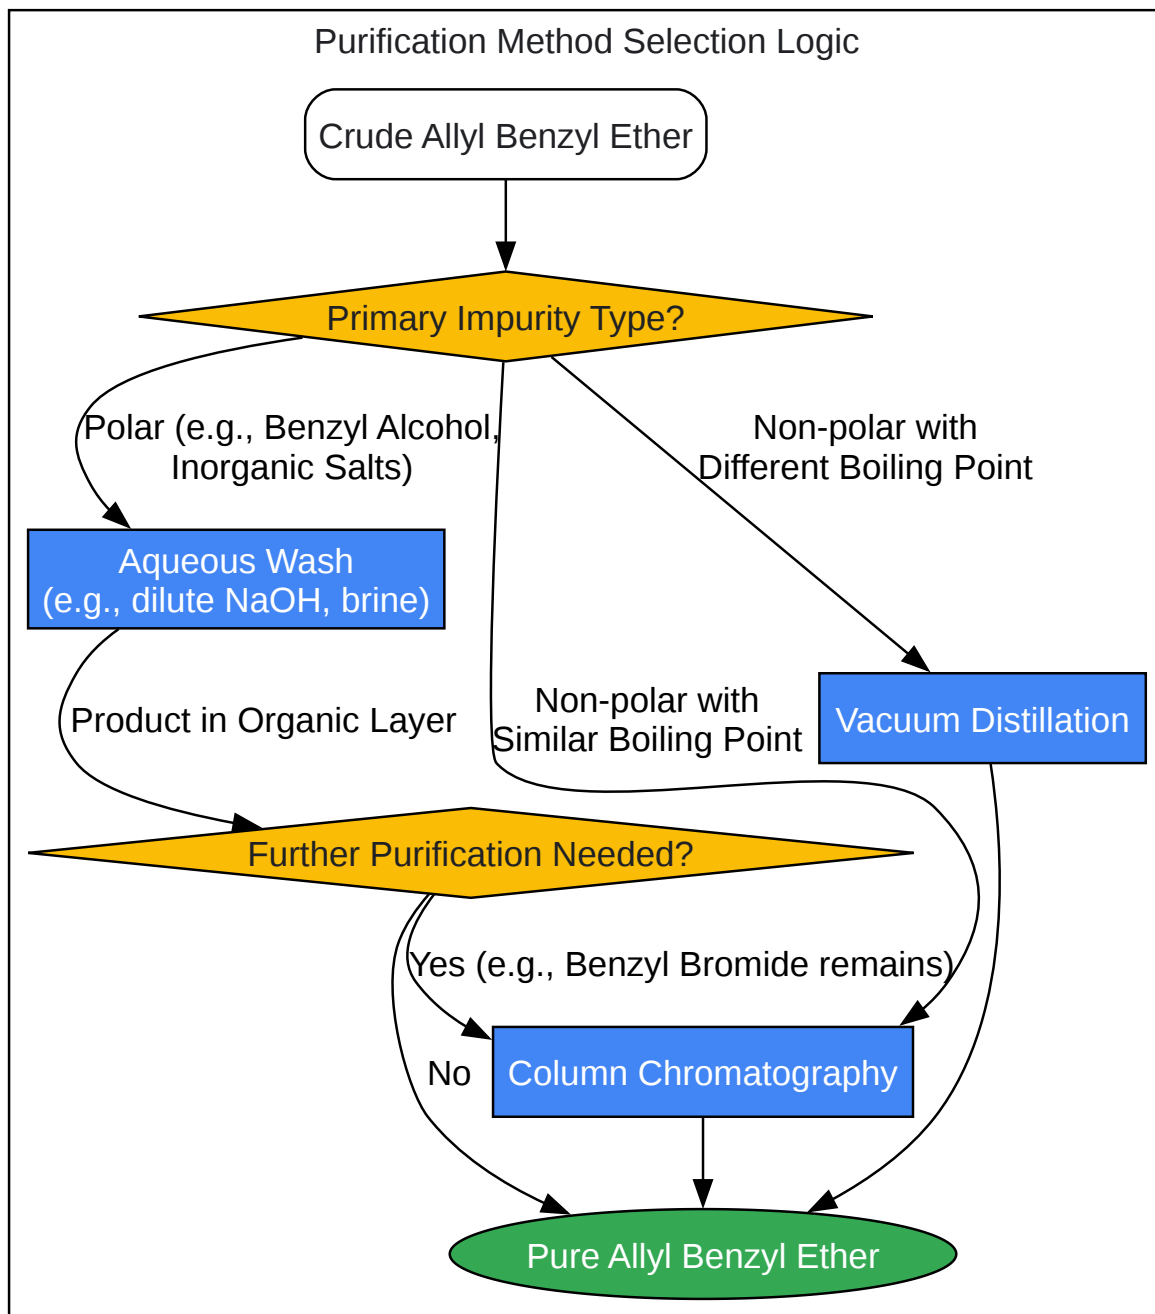 Purification Method Selection Logic
Crude Allyl Benzyl Ether
Primary Impurity Type?
Polar (e.g., Benzyl Alcohol,
Inorganic Salts)
Non-polar with
Different Boiling Point
Aqueous Wash
(e.g., dilute NaOH, brine)
Product in Organic Layer
Non-polar with
Similar Boiling Point
Vacuum Distillation
Further Purification Needed?
Yes (e.g., Benzyl Bromide remains)
No
Column Chromatography
Pure Allyl Benzyl Ether